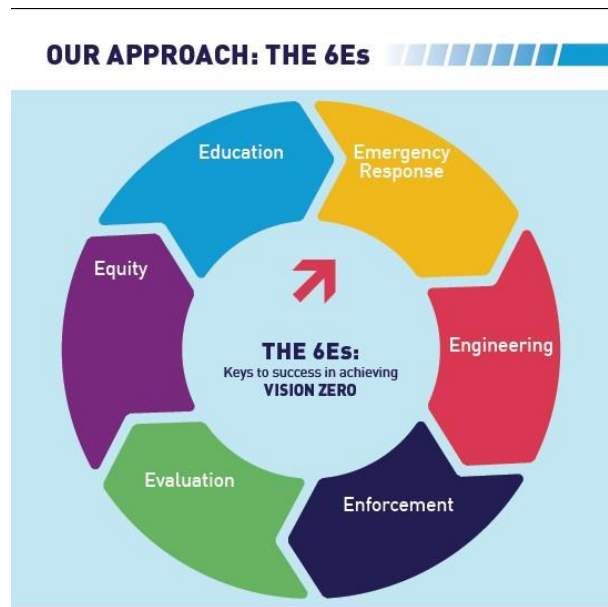 OUR APPROACH: THE 6Es
Education
Emergency
Response
Equity
Engineering
THE 6Es:
Keys to success in achieving
VISION ZERO
Evaluation
Enforcement